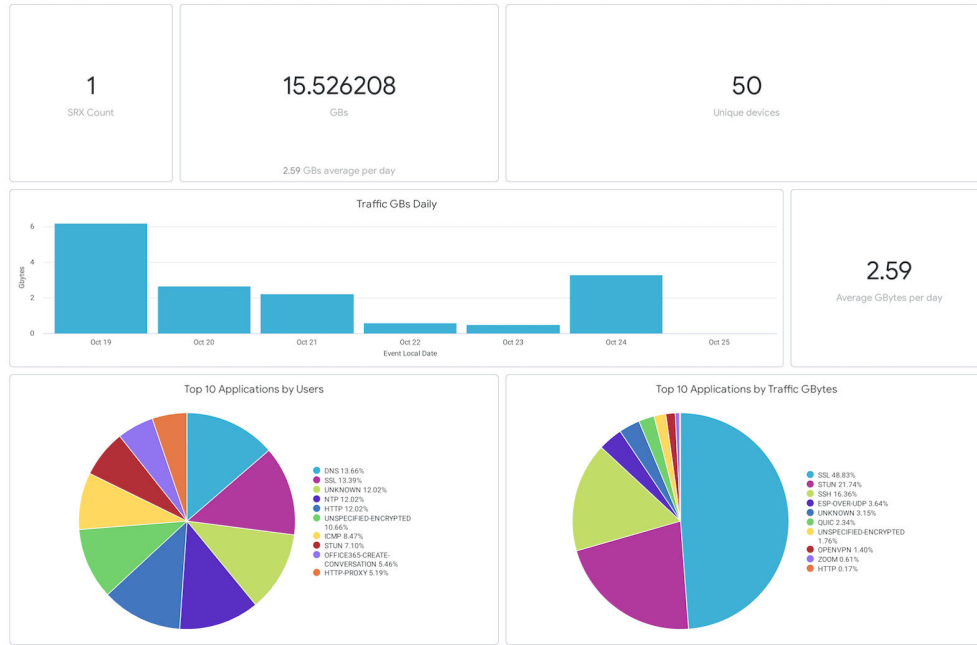 1
SRX Count
15.526208
GBs
2.59 GBs average per day
50
Unique devices
Traffic GBs Daily
Gbytes
6
4
2
0
Oct 19
Oct 20
Oct 21
Oct 22
Oct 23
Oct 24
Oct 25
Event Local Date
2.59
Average GBytes per day
Top 10 Applications by Users
DNS 13.66%
SSL 13.39%
UNKNOWN 12.02%
NTP 12.02%
HTTP 12.02%
UNSPECIFIED-ENCRYPTED
10.66%
ICMP 8.47%
STUN 7.10%
OFFICE365-CREATE-
CONVERSATION 5.46%
HTTP-PROXY 5.19%
Top 10 Applications by Traffic GBytes
SSL 48.83%
STUN 21.74%
SSH 16.36%
ESP-OVER-UDP 3.64%
UNKNOWN 3.15%
QUIC 2.34%
UNSPECIFIED-ENCRYPTED
1.76%
OPENVPN 1.40%
ZOOM 0.61%
HTTP 0.17%